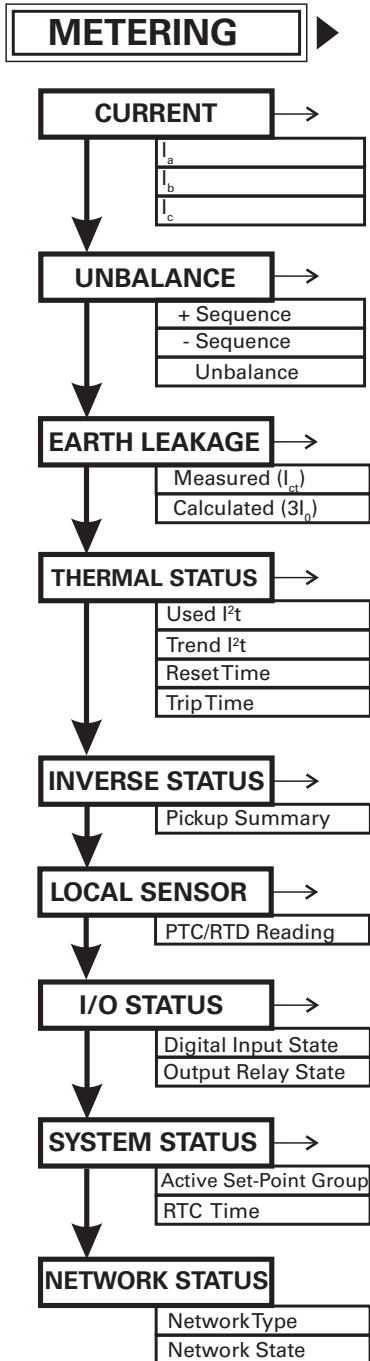 METERING
CURRENT
Ia
Ib
Ic
UNBALANCE
+ Sequence
- Sequence
Unbalance
EARTH LEAKAGE
Measured (Ict)
Calculated (3I0)
THERMAL STATUS
Used I²t
Trend I²t
Reset Time
Trip Time
INVERSE STATUS
Pickup Summary
LOCAL SENSOR
PTC/RTD Reading
I/O STATUS
Digital Input State
Output Relay State
SYSTEM STATUS
Active Set-Point Group
RTC Time
NETWORK STATUS
Network Type
Network State